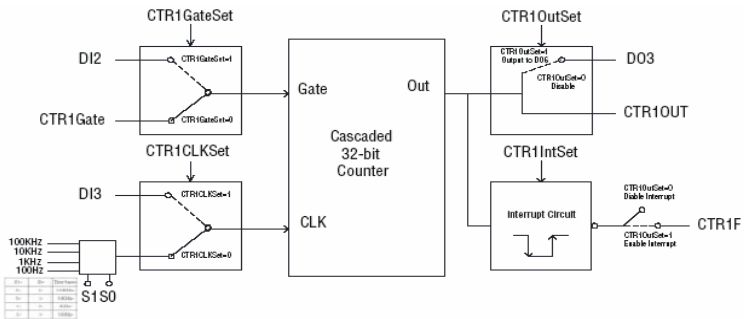 CTR1GateSet
DI2
CTR1GateSet=1
CTR1Gate
CTR1GateSet=0
CTR1CLKSet
DI3
CTR1CLKSet=1
CTR1CLKSet=0
100KHz
10KHz
1KHz
100Hz
S1S0
Gate
Out
Cascaded
32-bit
Counter
CLK
CTR1OutSet
CTR1OutSet=1
Output to DO6
DO3
CTR1OutSet=0
Disable
CTR1OUT
CTR1IntSet
Interrupt Circuit
CTR1OutSet=0
Diable Interrupt
CTR1F
CTR1OutSet=1
Enable Interrupt